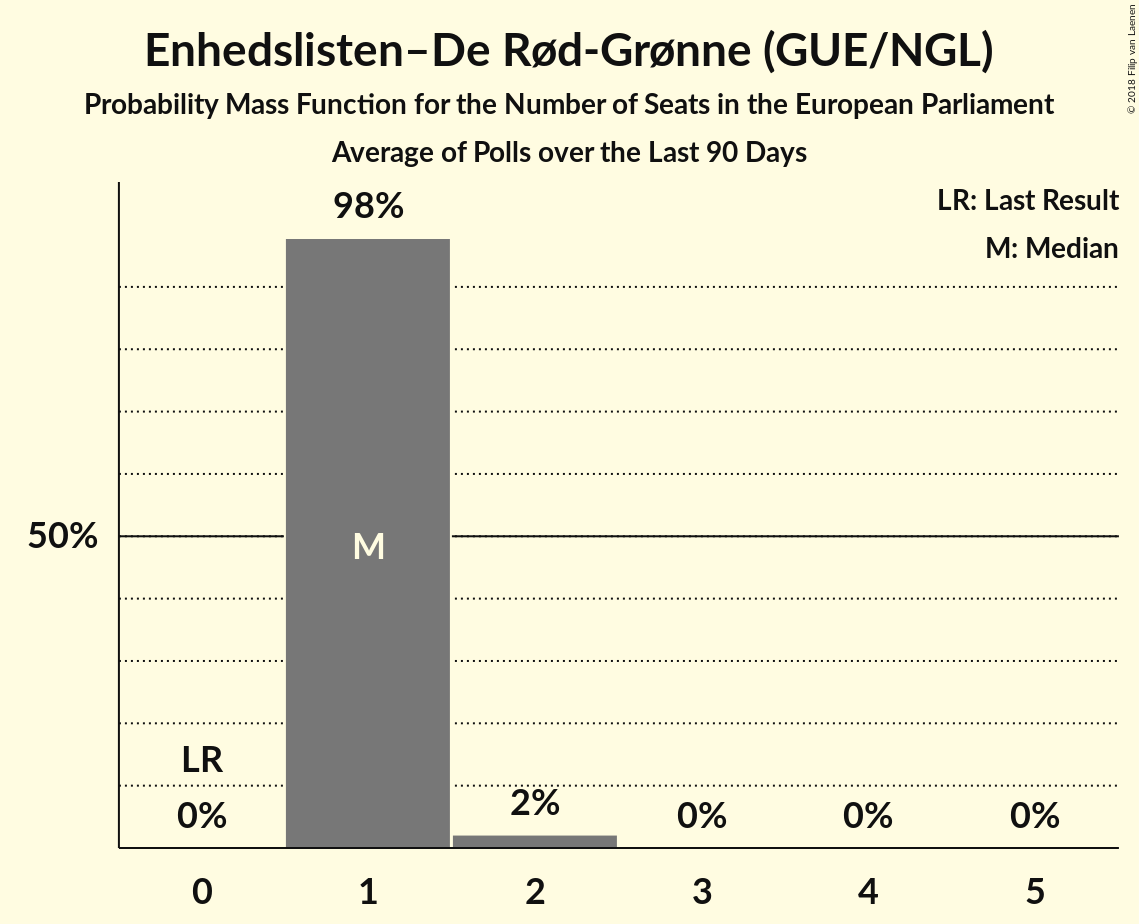 Enhedslisten–De Rød-Grønne (GUE/NGL)
Probability Mass Function for the Number of Seats in the European Parliament
Average of Polls over the Last 90 Days
© 2018 Filip van Laenen
LR: Last Result
M: Median
98%
50%
M
LR
0%
2%
0%
0%
0%
0
1
2
3
4
5